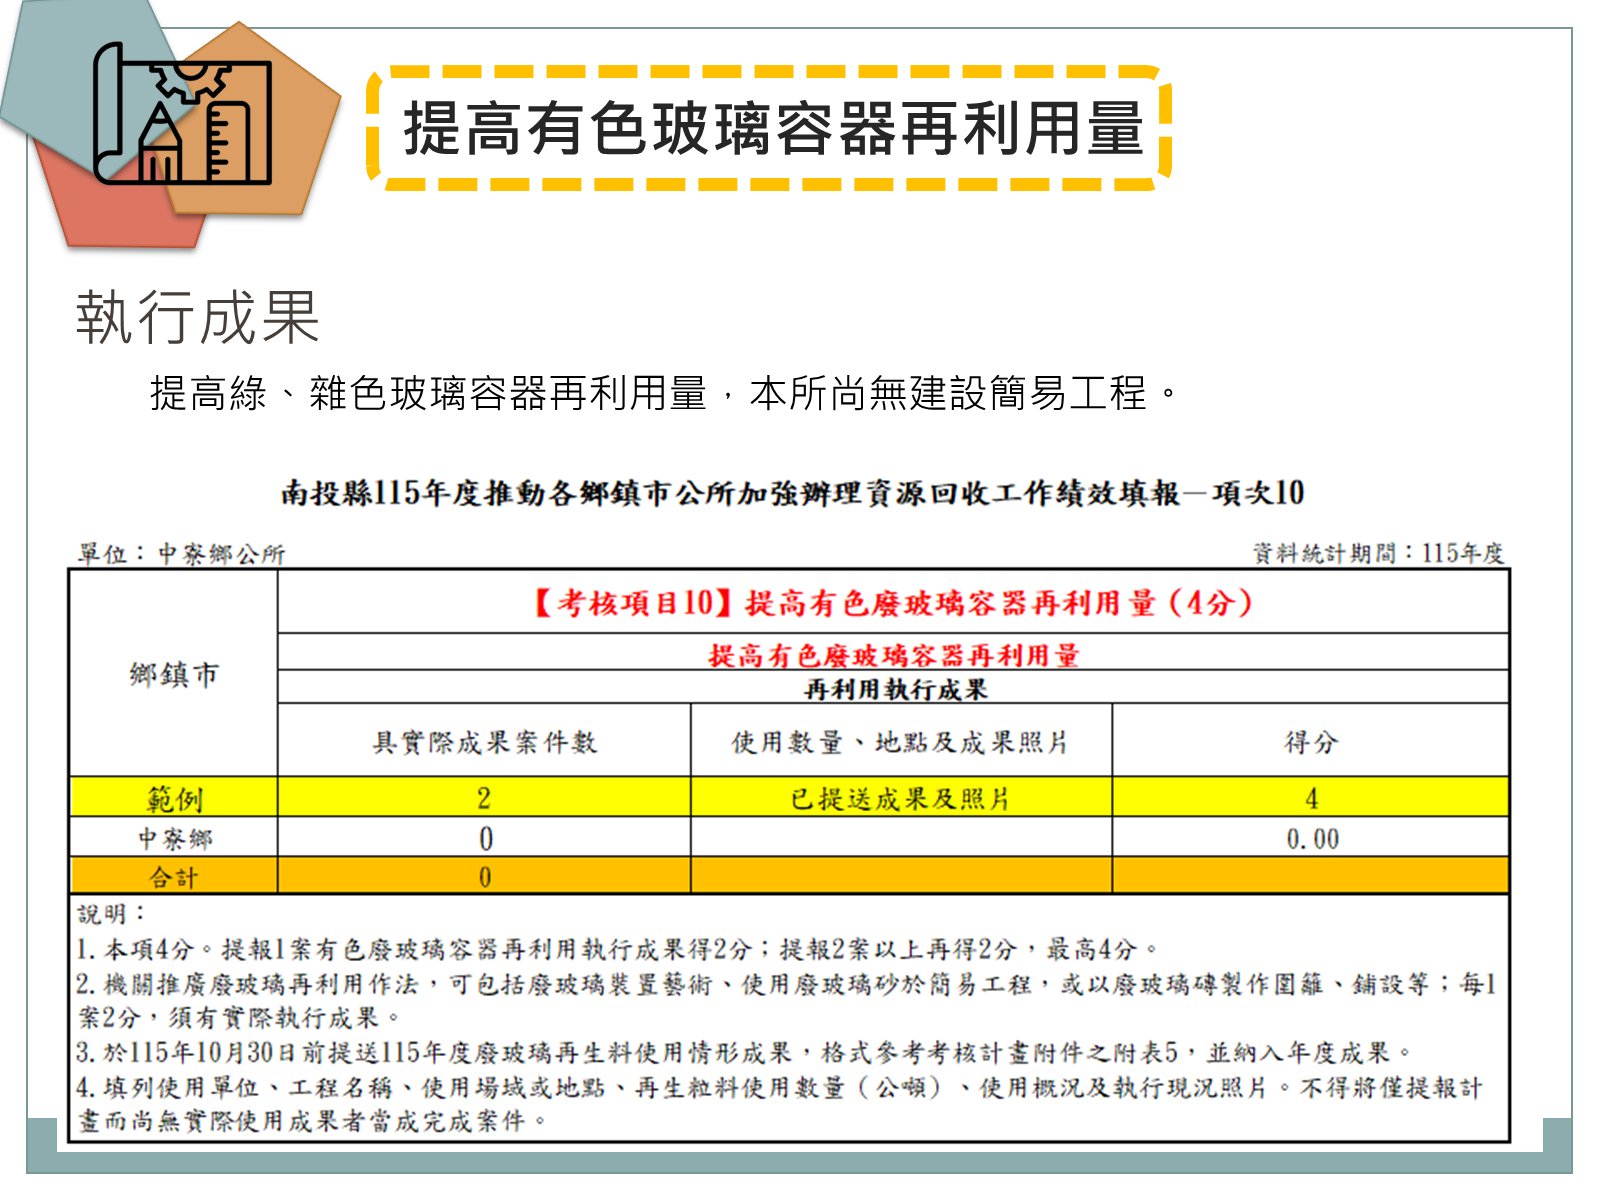 提高有色玻璃容器再利用量
執行成果
提高綠、雜色玻璃容器再利用量，本所尚無建設簡易工程。
南投縣115年度推動各鄉鎮市公所加強辦理資源回收工作績效填報－項次10
單位：中寮鄉公所
資料統計期間：115年度
鄉鎮市
【考核項目10】提高有色廢玻璃容器再利用量（4分）
提高有色廢玻璃容器再利用量
再利用執行成果
具實際成果案件數
使用數量、地點及成果照片
得分
範例 2 已提送成果及照片 4
中寮鄉 0 0.00
合計 0
說明：
1.本項4分。提報1案有色廢玻璃容器再利用執行成果得2分；提報2案以上再得2分，最高4分。
2.機關推廣廢玻璃再利用作法，可包括廢玻璃裝置藝術、使用廢玻璃砂於簡易工程，或以廢玻璃磚製作圍籬、鋪設等；每1
案2分，須有實際執行成果。
3.於115年10月30日前提送115年度廢玻璃再生料使用情形成果，格式參考考核計畫附件之附表5，並納入年度成果。
4.填列使用單位、工程名稱、使用場域或地點、再生粒料使用數量（公噸）、使用概況及執行現況照片。不得將僅提報計
畫而尚無實際使用成果者當成完成案件。